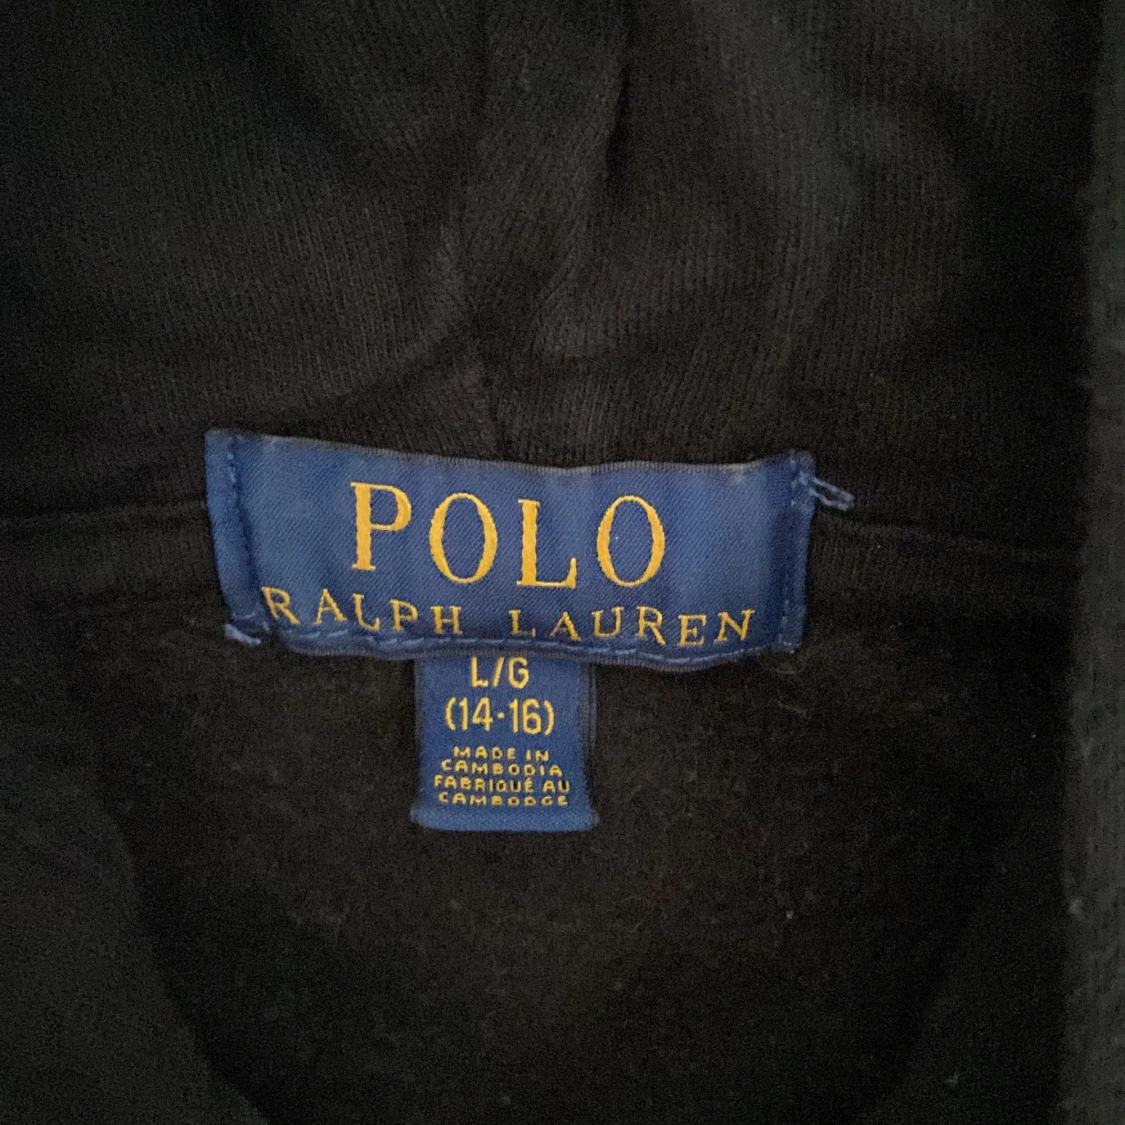 POLO
RALPH LAUREN
L/G
(14-16)
MADE IN
CAMBODIA
FABRIQUÉ AU
CAMBODGE